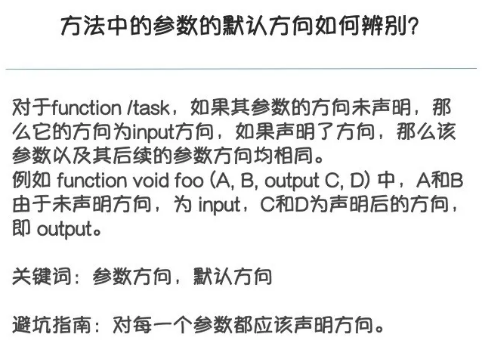 方法中的参数的默认方向如何辨别？
对于function /task，如果其参数的方向未声明，那
么它的方向为input方向，如果声明了方向，那么该
参数以及其后续的参数方向均相同。
例如 function void foo (A, B, output C, D) 中，A和B
由于未声明方向，为 input，C和D为声明后的方向，
即 output。
关键词：参数方向，默认方向
避坑指南：对每一个参数都应该声明方向。